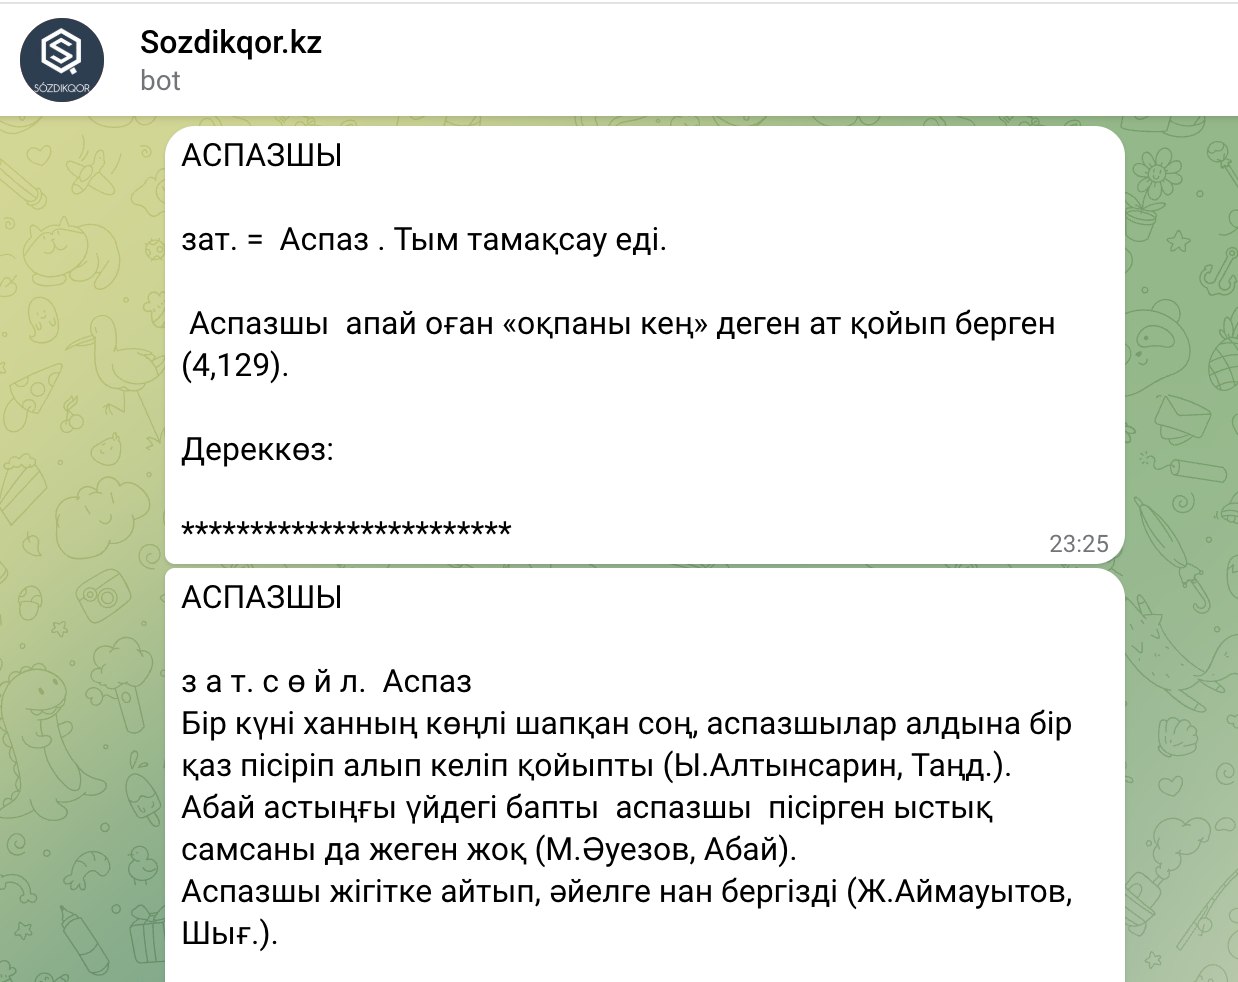 Sozdikqor.kz
bot
SÓZDIKQOR
АСПАЗШЫ
зат. = Аспаз . Тым тамақсау еді.
Аспазшы апай оған «оқпаны кең» деген ат қойып берген
(4,129).
Дереккөз:
************************
23:25
АСПАЗШЫ
з а т. с ө й л. Аспаз
Бір күні ханның көңлі шапқан соң, аспазшылар алдына бір
қаз пісіріп алып келіп қойыпты (Ы.Алтынсарин, Таңд.).
Абай астыңғы үйдегі бапты аспазшы пісірген ыстық
самсаны да жеген жоқ (М.Әуезов, Абай).
Аспазшы жігітке айтып, әйелге нан бергізді (Ж.Аймауытов,
Шығ.).